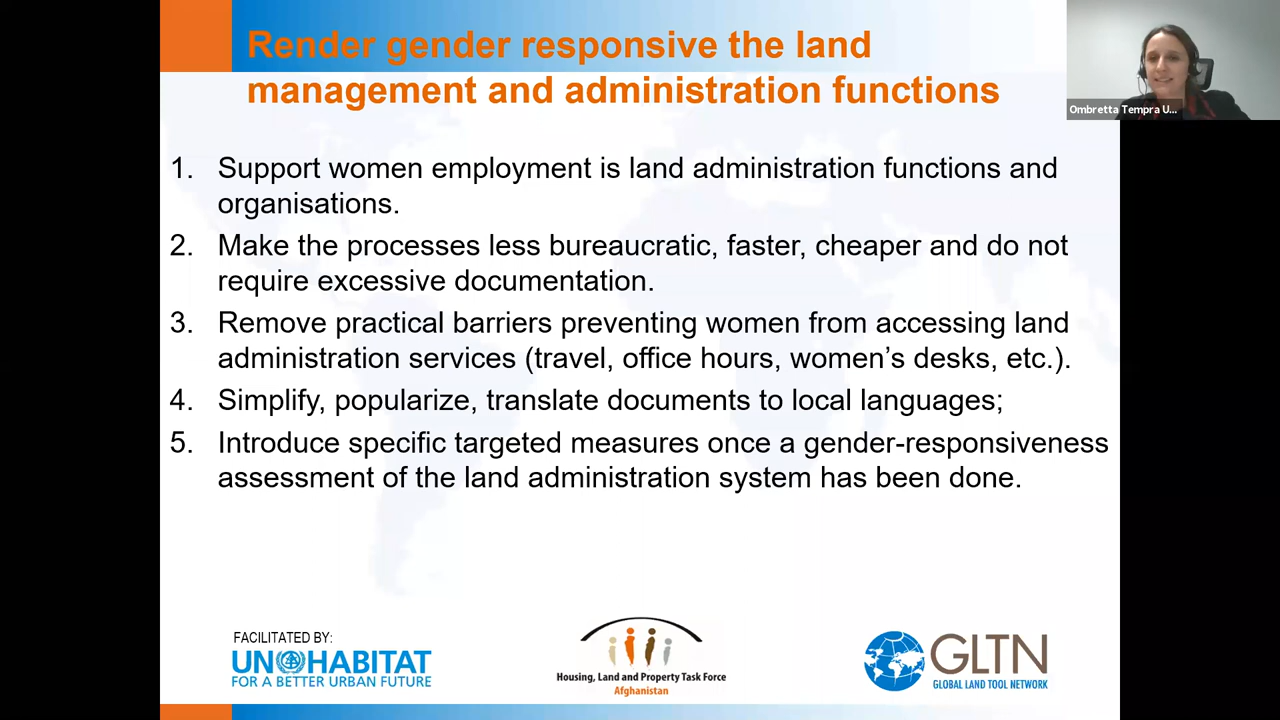 Render gender responsive the land
management and administration functions
Ombretta Tempra U...
1. Support women employment is land administration functions and
organisations.
2. Make the processes less bureaucratic, faster, cheaper and do not
require excessive documentation.
3. Remove practical barriers preventing women from accessing land
administration services (travel, office hours, women’s desks, etc.).
4. Simplify, popularize, translate documents to local languages;
5. Introduce specific targeted measures once a gender-responsiveness
assessment of the land administration system has been done.
FACILITATED BY:
UN HABITAT
FOR A BETTER URBAN FUTURE
Housing, Land and Property Task Force
Afghanistan
GLTN
GLOBAL LAND TOOL NETWORK